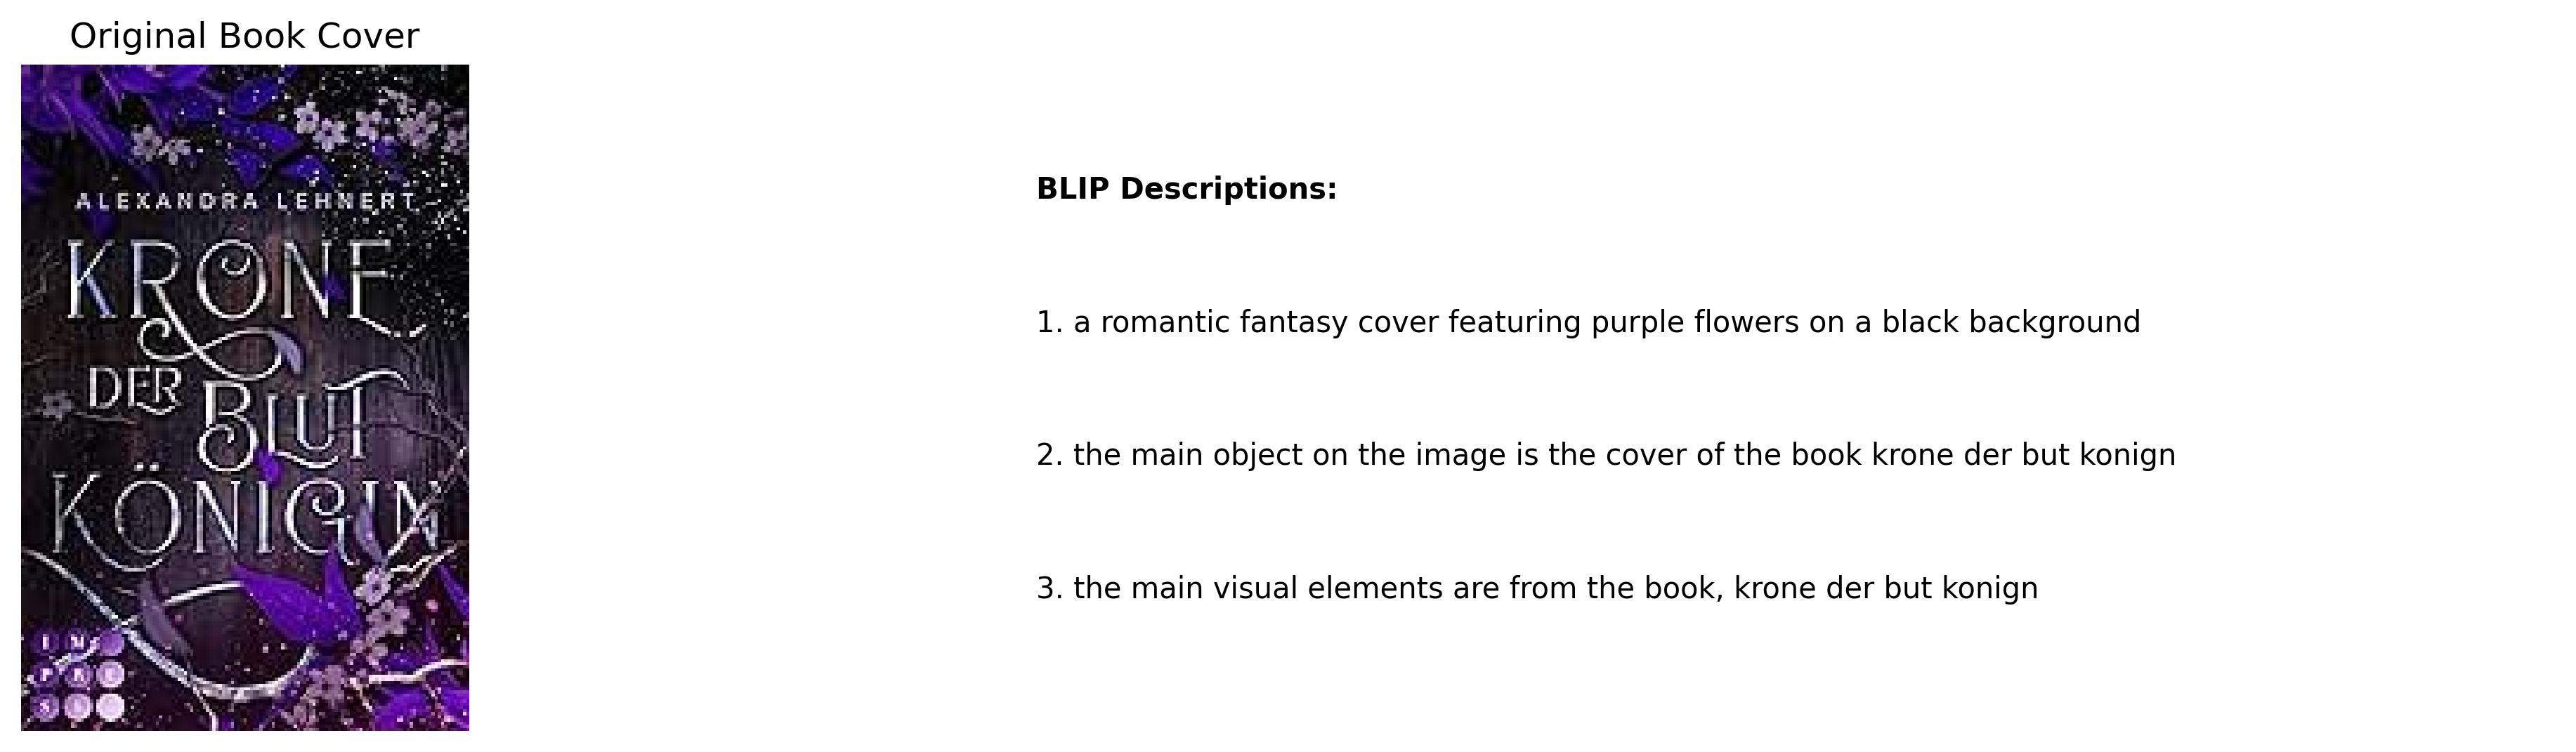 Original Book Cover
ALEXANDRA LEHNERT
KRONE
DER BLUT
KÖNIGIN
BLIP Descriptions:
1. a romantic fantasy cover featuring purple flowers on a black background
2. the main object on the image is the cover of the book krone der but konign
3. the main visual elements are from the book, krone der but konign